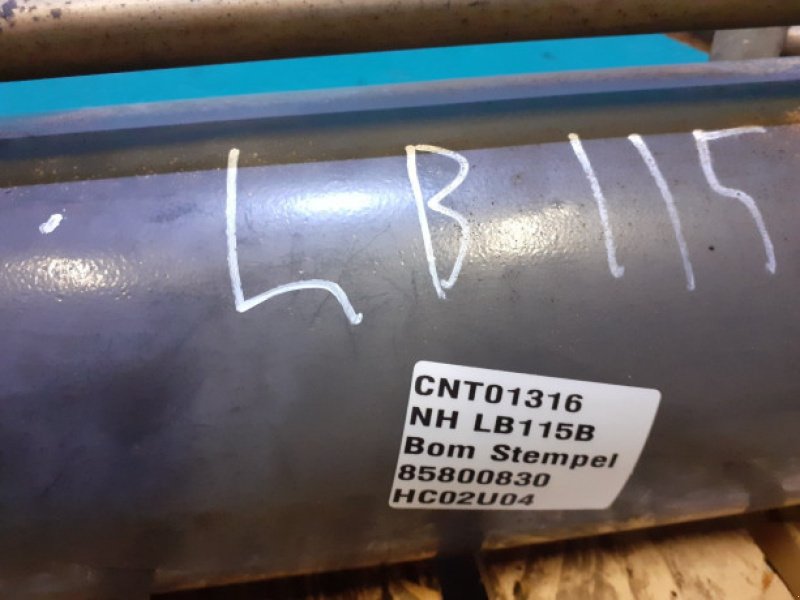 LB 115
CNT01316
NH LB115B
Bom Stempel
85800830
HC02U04